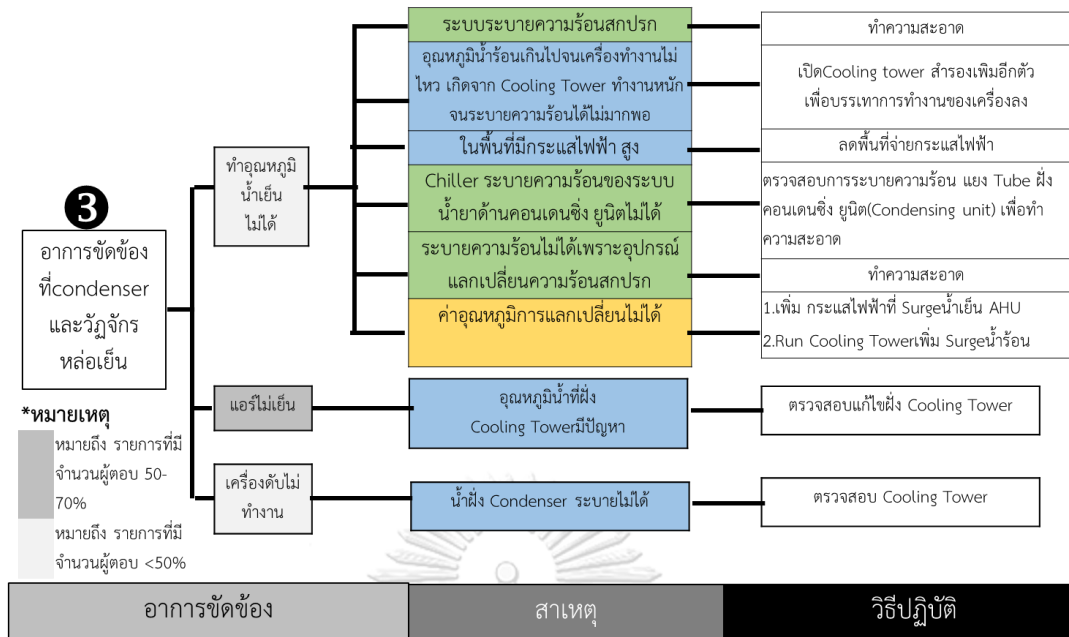 ❸
อาการขัดข้อง
ที่condenser
และวัฏจักร
หล่อเย็น
ทำอุณหภูมิ
น้ำเย็น
ไม่ได้
ระบบระบายความร้อนสกปรก
ทำความสะอาด
อุณหภูมิน้ำร้อนเกินไปจนเครื่องทำงานไม่
ไหว เกิดจาก Cooling Tower ทำงานหนัก
จนระบายความร้อนได้ไม่มากพอ
เปิดCooling tower สำรองเพิมอีกตัว
เพื่อบรรเทาการทำงานของเครื่องลง
ในพื้นที่มีกระแสไฟฟ้า สูง
ลดพื้นที่จ่ายกระแสไฟฟ้า
Chiller ระบายความร้อนของระบบ
น้ำยาด้านคอนเดนซิ่ง ยูนิตไม่ได้
ตรวจสอบการระบายความร้อน แยง Tube ฝั่ง
คอนเดนซิ่ง ยูนิต(Condensing unit) เพื่อทำ
ความสะอาด
ระบายความร้อนไม่ได้เพราะอุปกรณ์
แลกเปลี่ยนความร้อนสกปรก
ทำความสะอาด
ค่าอุณหภูมิการแลกเปลี่ยนไม่ได้
1.เพิ่ม กระแสไฟฟ้าที่ Surgeน้ำเย็น AHU
2.Run Cooling Towerเพิ่ม Surgeน้ำร้อน
แอร์ไม่เย็น
อุณหภูมิน้ำที่ฝั่ง
Cooling Towerมีปัญหา
ตรวจสอบแก้ไขฝั่ง Cooling Tower
เครื่องดับไม่
ทำงาน
น้ำฝั่ง Condenser ระบายไม่ได้
ตรวจสอบ Cooling Tower
*หมายเหตุ
หมายถึง รายการที่มี
จำนวนผู้ตอบ 50-
70%
หมายถึง รายการที่มี
จำนวนผู้ตอบ <50%
อาการขัดข้อง
สาเหตุ
วิธีปฏิบัติ